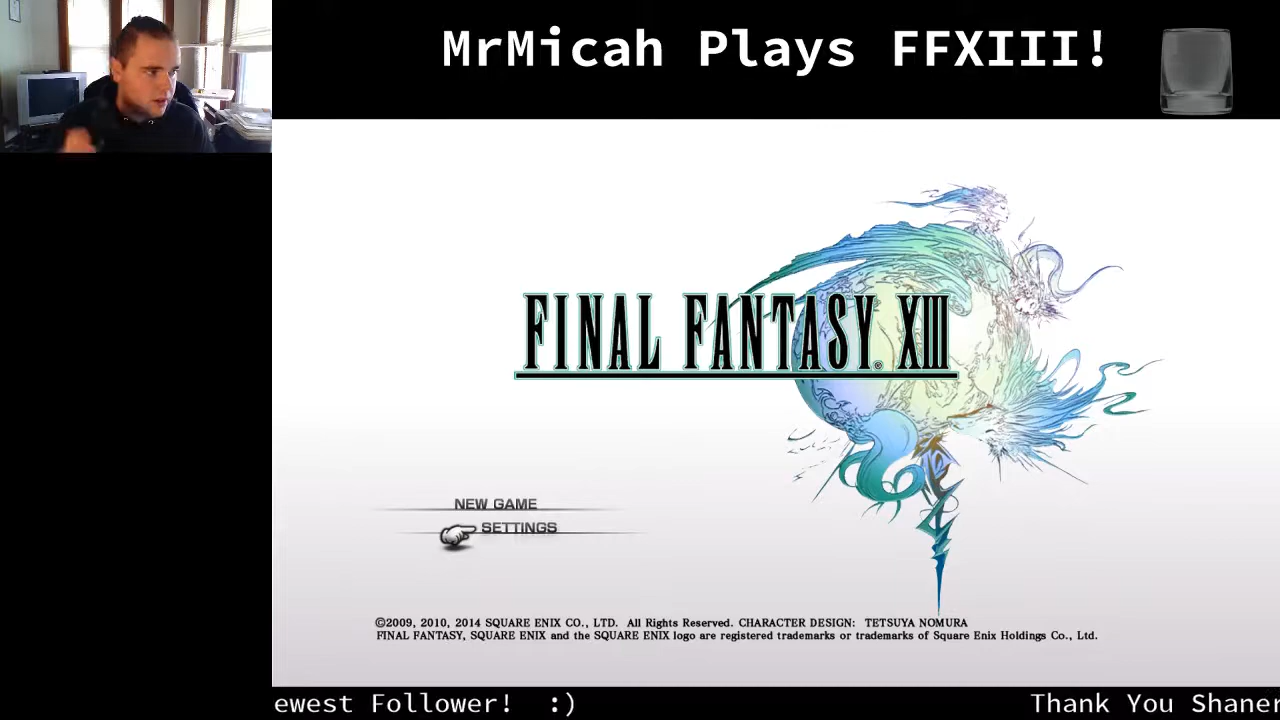 MrMicah Plays FFXIII!
FINAL FANTASY® XIII
NEW GAME
SETTINGS
©2009, 2010, 2014 SQUARE ENIX CO., LTD. All Rights Reserved. CHARACTER DESIGN: TETSUYA NOMURA
FINAL FANTASY, SQUARE ENIX and the SQUARE ENIX logo are registered trademarks or trademarks of Square Enix Holdings Co., Ltd.
ewest Follower! :) Thank You Shaner